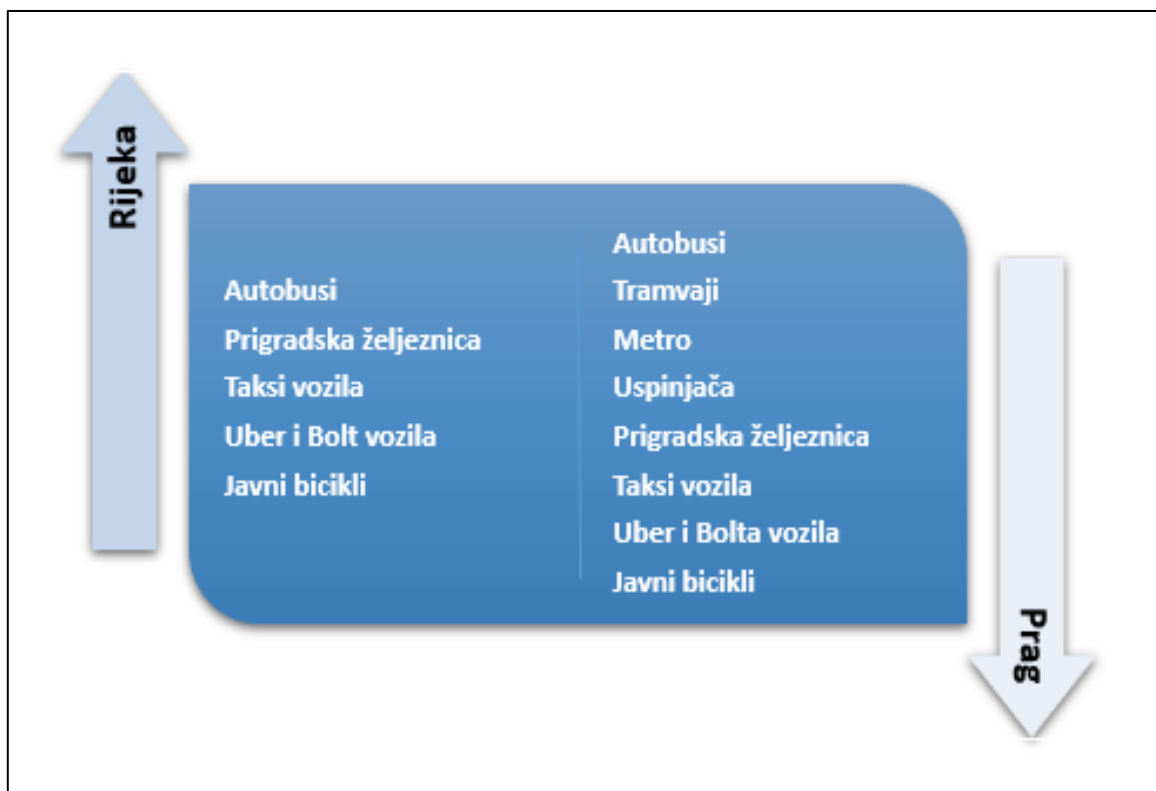 Rijeka
Autobusi
Prigradska željeznica
Taksi vozila
Uber i Bolt vozila
Javni bicikli
Autobusi
Tramvaji
Metro
Uspinjača
Prigradska željeznica
Taksi vozila
Uber i Bolta vozila
Javni bicikli
Prag